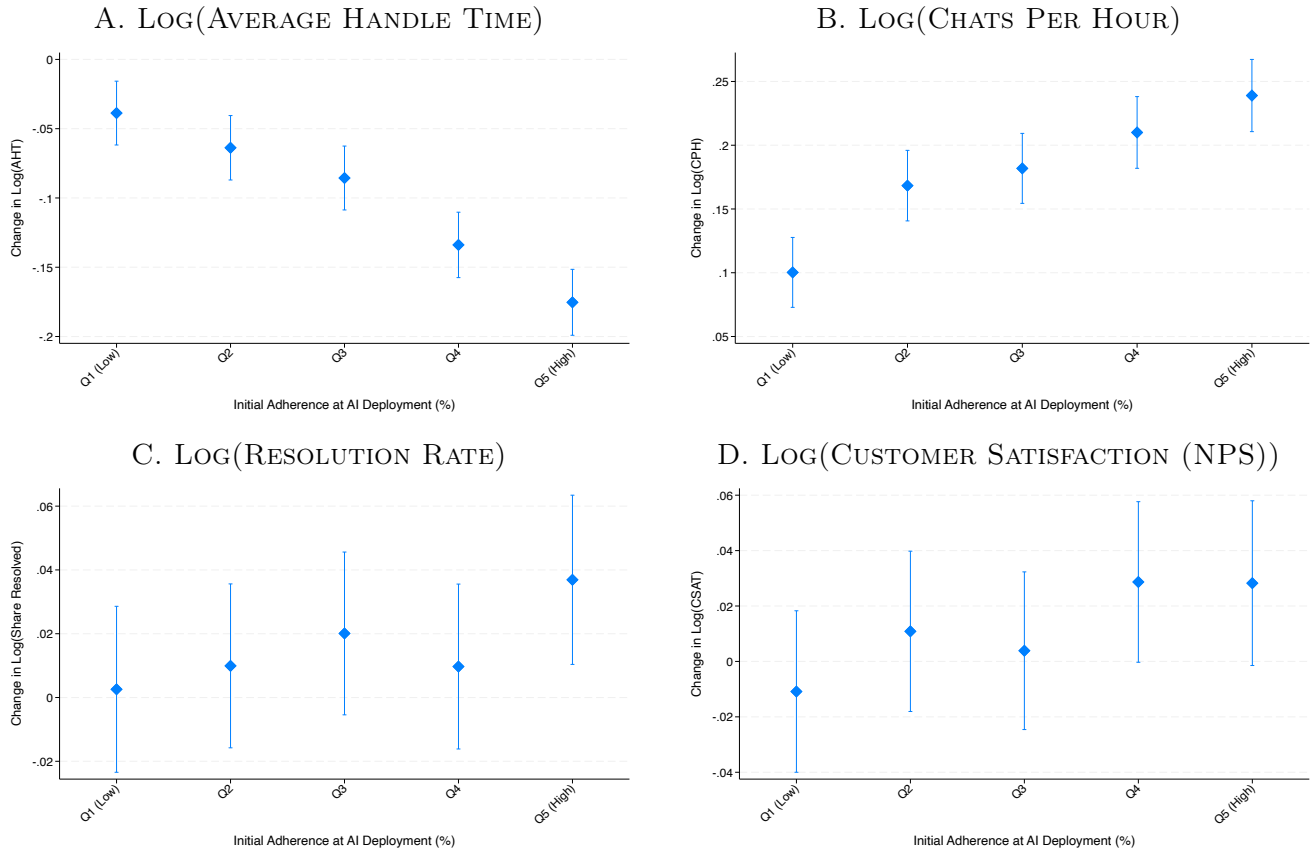 A. Log(Average Handle Time)
Change in Log(AHT)
0
-.05
-.1
-.15
-.2
Q1 (Low)
Q2
Q3
Q4
Q5 (High)
Initial Adherence at AI Deployment (%)
B. Log(Chats Per Hour)
Change in Log(CPH)
.25
.2
.15
.1
.05
Q1 (Low)
Q2
Q3
Q4
Q5 (High)
Initial Adherence at AI Deployment (%)
C. Log(Resolution Rate)
Change in Log(Share Resolved)
.06
.04
.02
0
-.02
Q1 (Low)
Q2
Q3
Q4
Q5 (High)
Initial Adherence at AI Deployment (%)
D. Log(Customer Satisfaction (NPS))
Change in Log(CSAT)
.06
.04
.02
0
-.02
-.04
Q1 (Low)
Q2
Q3
Q4
Q5 (High)
Initial Adherence at AI Deployment (%)